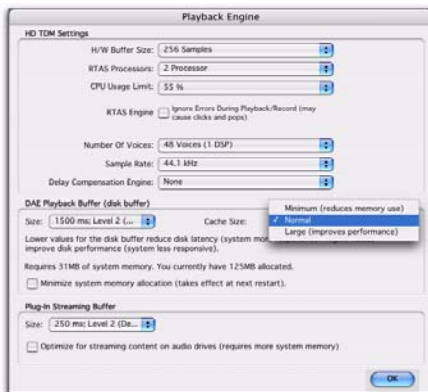 Playback Engine
HD TDM Settings
H/W Buffer Size: 256 Samples
RTAS Processors: 2 Processor
CPU Usage Limit: 55 %
RTAS Engine Ignore Errors During Playback/Record (may
cause clicks and pops)
Number Of Voices: 48 Voices (1 DSP)
Sample Rate: 44.1 kHz
Delay Compensation Engine: None
DAE Playback Buffer (disk buffer)
Minimum (reduces memory use)
Size: 1500 ms; Level 2 (... Cache Size: ✓ Normal
Large (improves performance)
Lower values for the disk buffer reduce disk latency (system
improve disk performance (system less responsive).
Requires 31MB of system memory. You currently have 125MB allocated.
Minimize system memory allocation (takes effect at next restart).
Plug-In Streaming Buffer
Size: 250 ms; Level 2 (De...
Optimize for streaming content on audio drives (requires more system memory)
OK